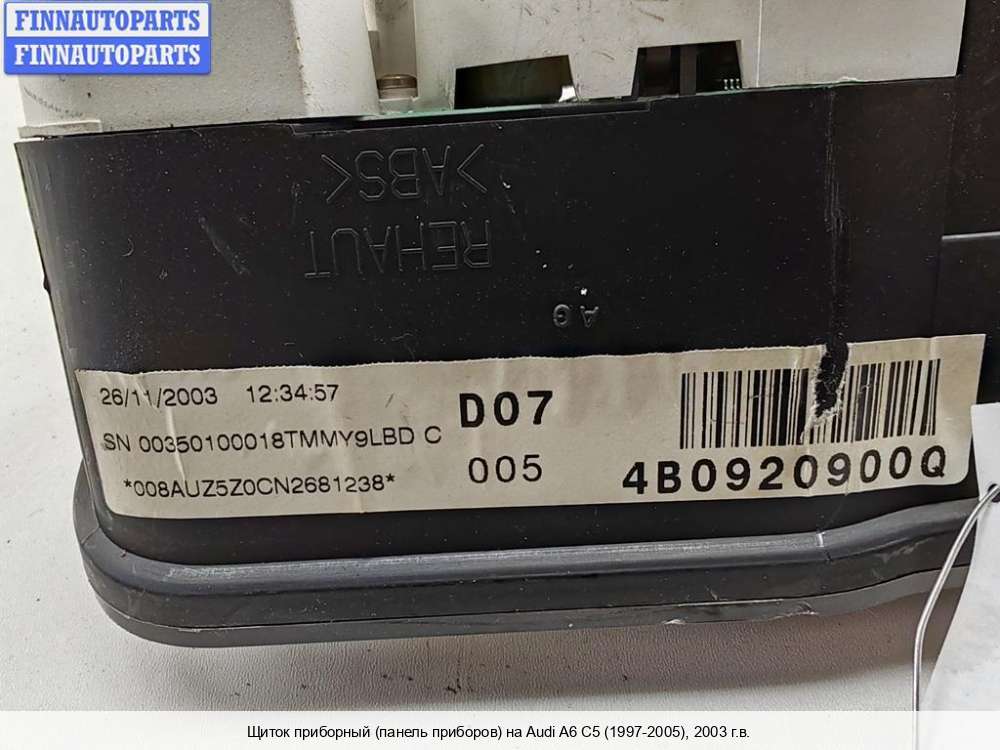 FINNAUTOPARTS
FINNAUTOPARTS
>ABS<
REHAUT
26/11/2003 12:34:57
D07
SN 00350100018TMMY9LBD C
005
*008AUZ5Z0CN2681238*
4B0920900Q
Щиток приборный (панель приборов) на Audi A6 C5 (1997-2005), 2003 г.в.